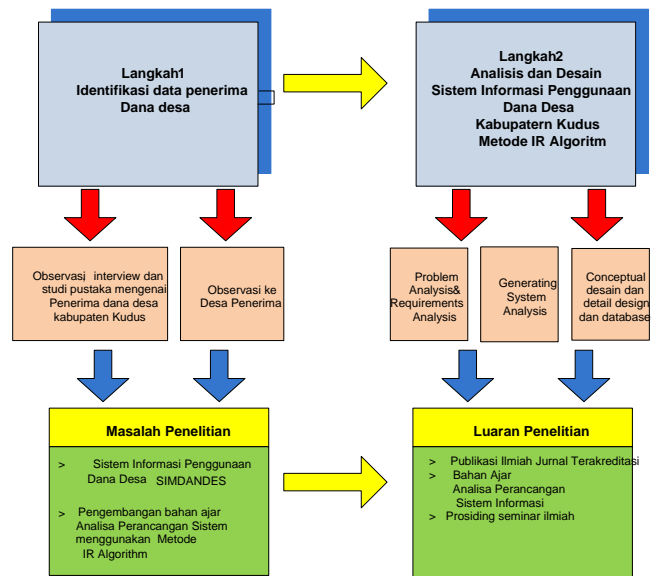 Langkah1
Identifikasi data penerima
Dana desa
Langkah2
Analisis dan Desain
Sistem Informasi Penggunaan
Dana Desa
Kabupatern Kudus
Metode IR Algoritm
Observasi, interview dan
studi pustaka mengenai
Penerima dana desa
kabupaten Kudus
Observasi ke
Desa Penerima
Problem
Analysis&
Requirements
Analysis
Generating
System
Analysis
Conceptual
desain dan
detail design
dan database
Masalah Penelitian
> Sistem Informasi Penggunaan
Dana Desa SIMDANDES
> Pengembangan bahan ajar
Analisa Perancangan Sistem
menggunakan Metode
IR Algorithm
Luaran Penelitian
> Publikasi Ilmiah Jurnal Terakreditasi
> Bahan Ajar
Analisa Perancangan
Sistem Informasi
> Prosiding seminar ilmiah